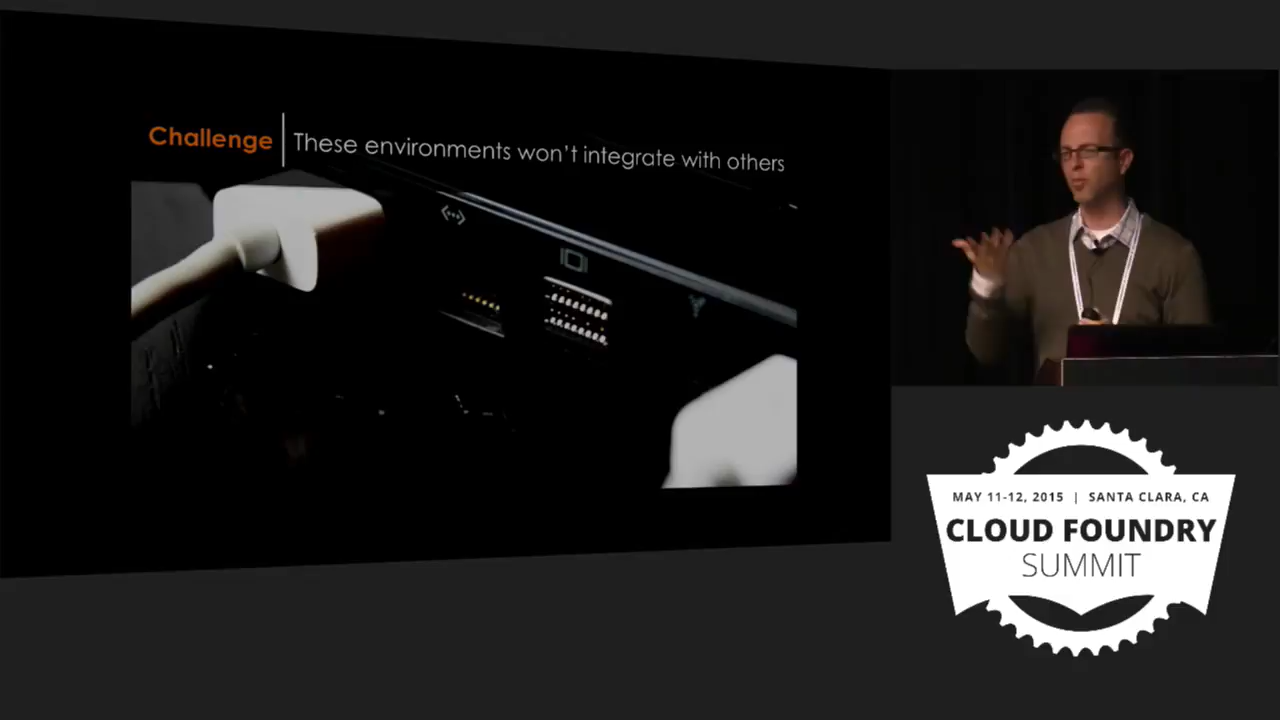 Challenge | These environments won't integrate with others
MAY 11-12, 2015 | SANTA CLARA, CA
CLOUD FOUNDRY
SUMMIT